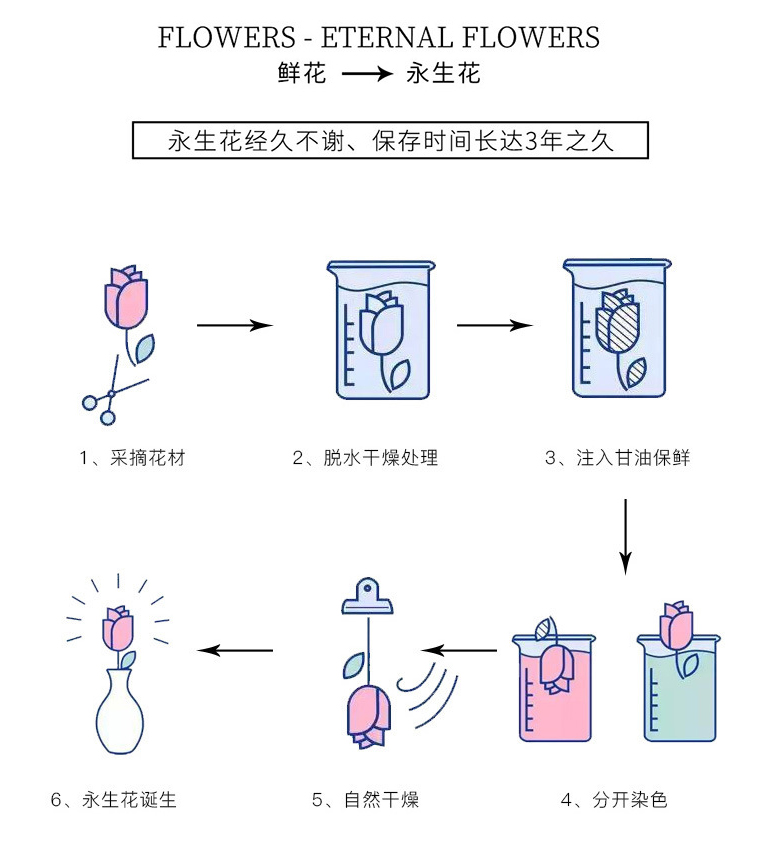 FLOWERS - ETERNAL FLOWERS
鲜花 永生花
永生花经久不谢、保存时间长达3年之久
1、采摘花材
2、脱水干燥处理
3、注入甘油保鲜
4、分开染色
5、自然干燥
6、永生花诞生